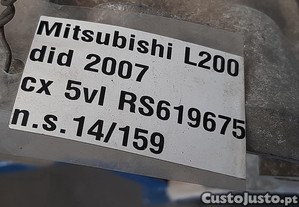 Mitsubishi L200
did 2007
cx 5vl RS619675
n.s.14/159
CustoJusto.pt